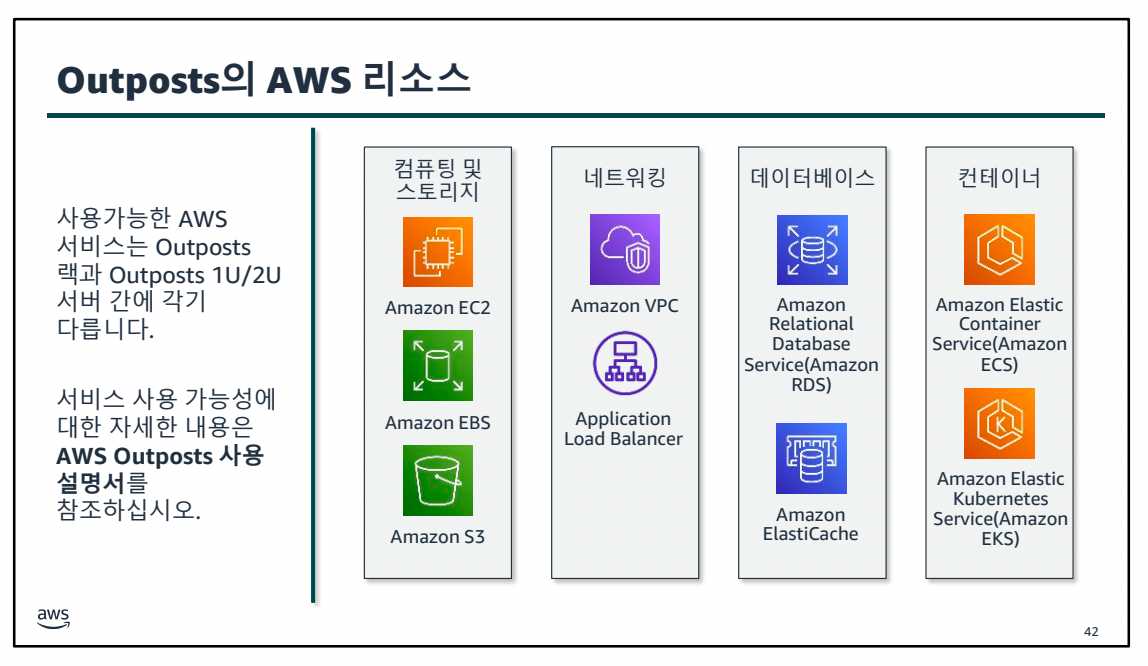 Outposts의 AWS 리소스
사용가능한 AWS
서비스는 Outposts
랙과 Outposts 1U/2U
서버 간에 각기
다릅니다.
서비스 사용 가능성에
대한 자세한 내용은
AWS Outposts 사용
설명서를
참조하십시오.
컴퓨팅 및
스토리지
Amazon EC2
Amazon EBS
Amazon S3
네트워킹
Amazon VPC
Application
Load Balancer
데이터베이스
Amazon
Relational
Database
Service(Amazon
RDS)
Amazon
ElastiCache
컨테이너
Amazon Elastic
Container
Service(Amazon
ECS)
K
Amazon Elastic
Kubernetes
Service(Amazon
EKS)
aws
42